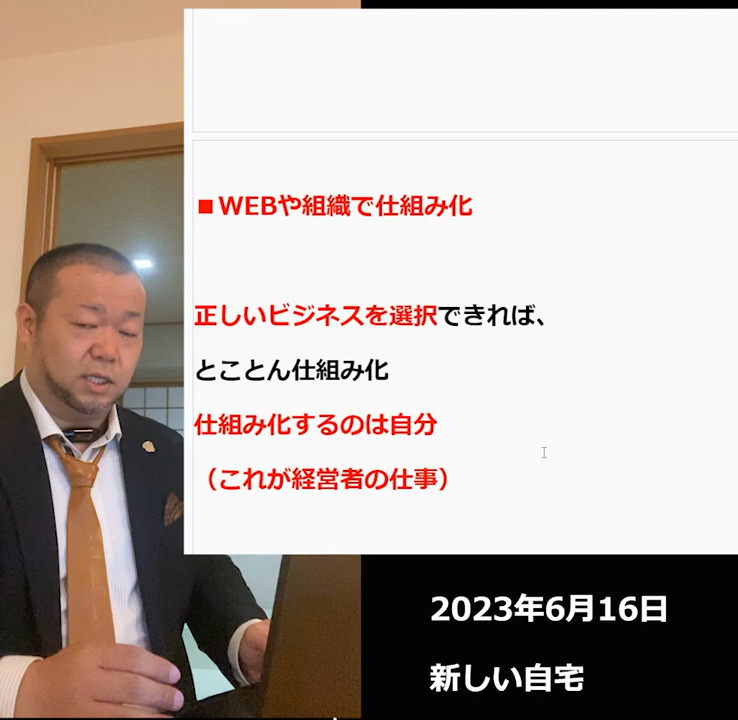 ■WEBや組織で仕組み化
正しいビジネスを選択できれば、
とことん仕組み化
仕組み化するのは自分
（これが経営者の仕事）
2023年6月16日
新しい自宅